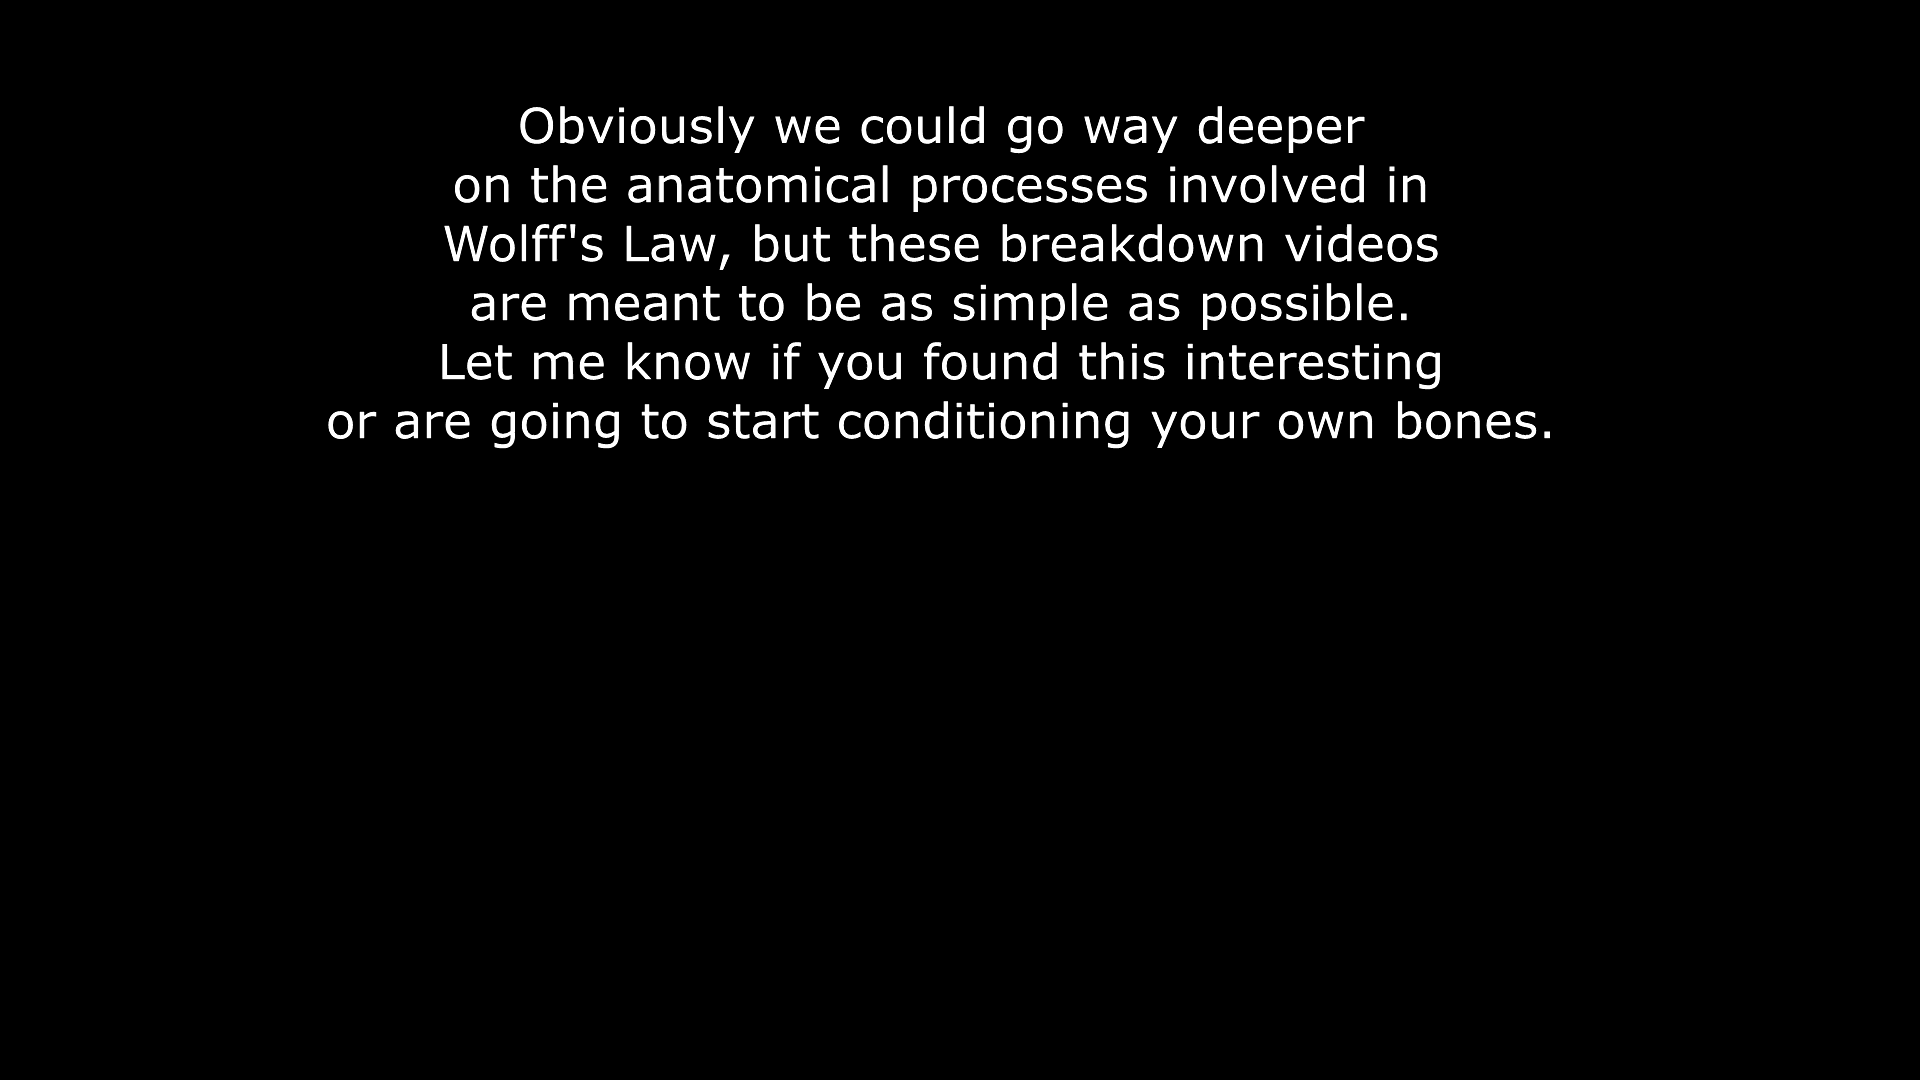 Obviously we could go way deeper
on the anatomical processes involved in
Wolff's Law, but these breakdown videos
are meant to be as simple as possible.
Let me know if you found this interesting
or are going to start conditioning your own bones.